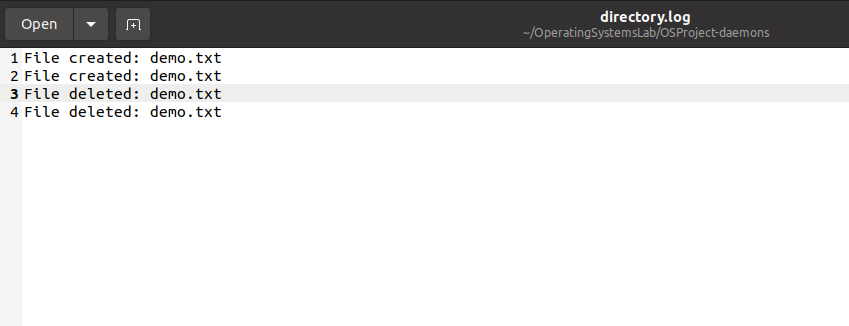 Open
directory.log
~/OperatingSystemsLab/OSProject-daemons
1 File created: demo.txt
2 File created: demo.txt
3 File deleted: demo.txt
4 File deleted: demo.txt